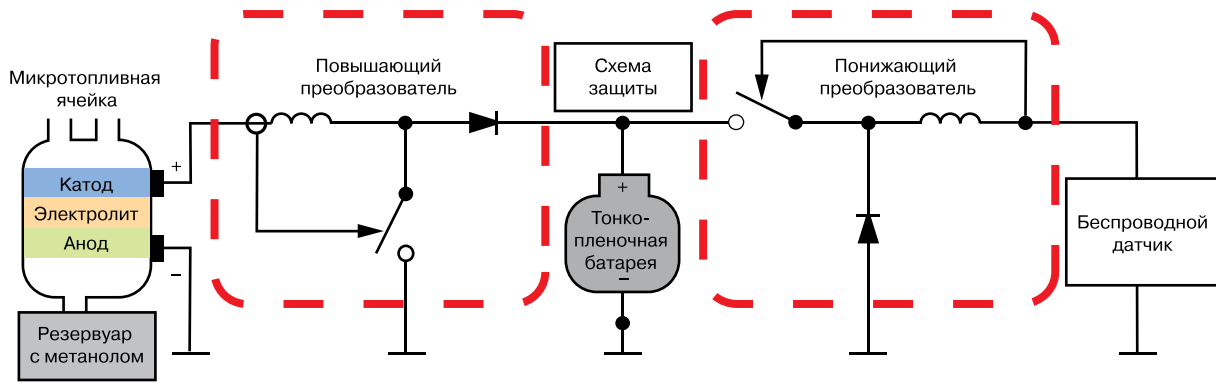 Микротопливная
ячейка
+
Катод
Электролит
Анод
−
Резервуар
с метанолом
Повышающий
преобразователь
Схема
защиты
+
Тонко-
пленочная
батарея
−
Понижающий
преобразователь
Беспроводной
датчик